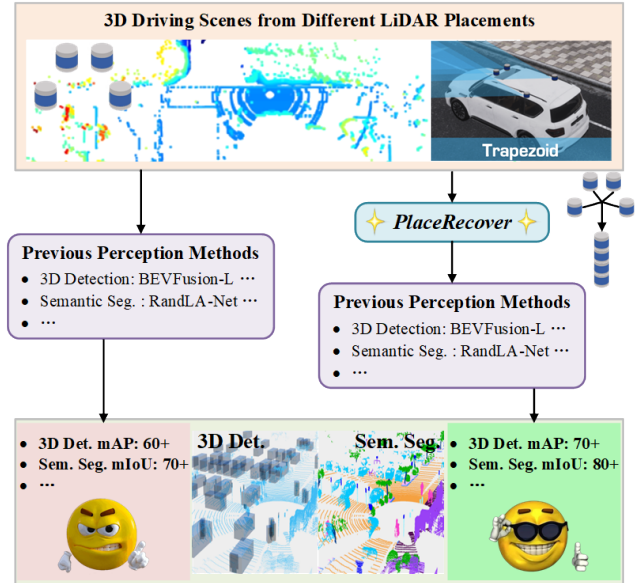 3D Driving Scenes from Different LiDAR Placements
Trapezoid
PlaceRecover
Previous Perception Methods
• 3D Detection: BEVFusion-L ⋯
• Semantic Seg. : RandLA-Net ⋯
• ⋯
Previous Perception Methods
• 3D Detection: BEVFusion-L ⋯
• Semantic Seg. : RandLA-Net ⋯
• ⋯
• 3D Det. mAP: 60+
• Sem. Seg. mIoU: 70+
• ⋯
3D Det.
Sem. Seg.
• 3D Det. mAP: 70+
• Sem. Seg. mIoU: 80+
• ⋯